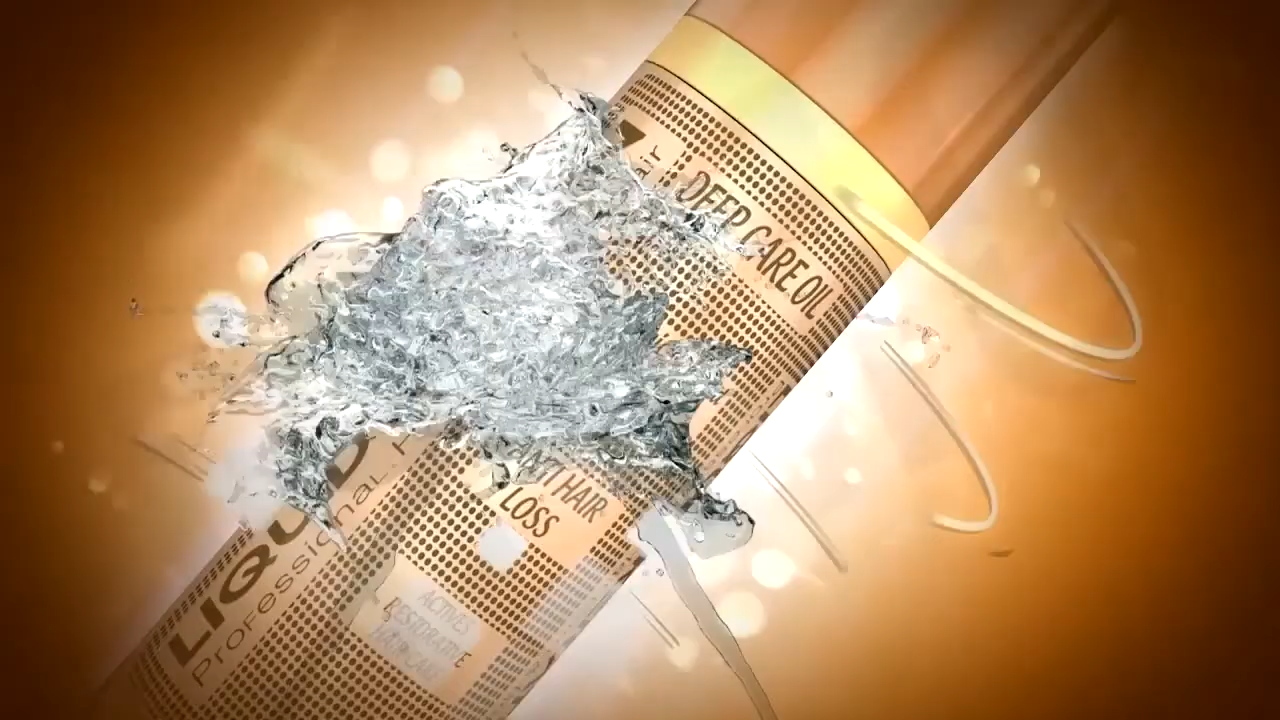 DEEP CARE OIL
LIQUID
Professional H
ANTI HAIR
LOSS
ACTIVES
RESTORATIVE